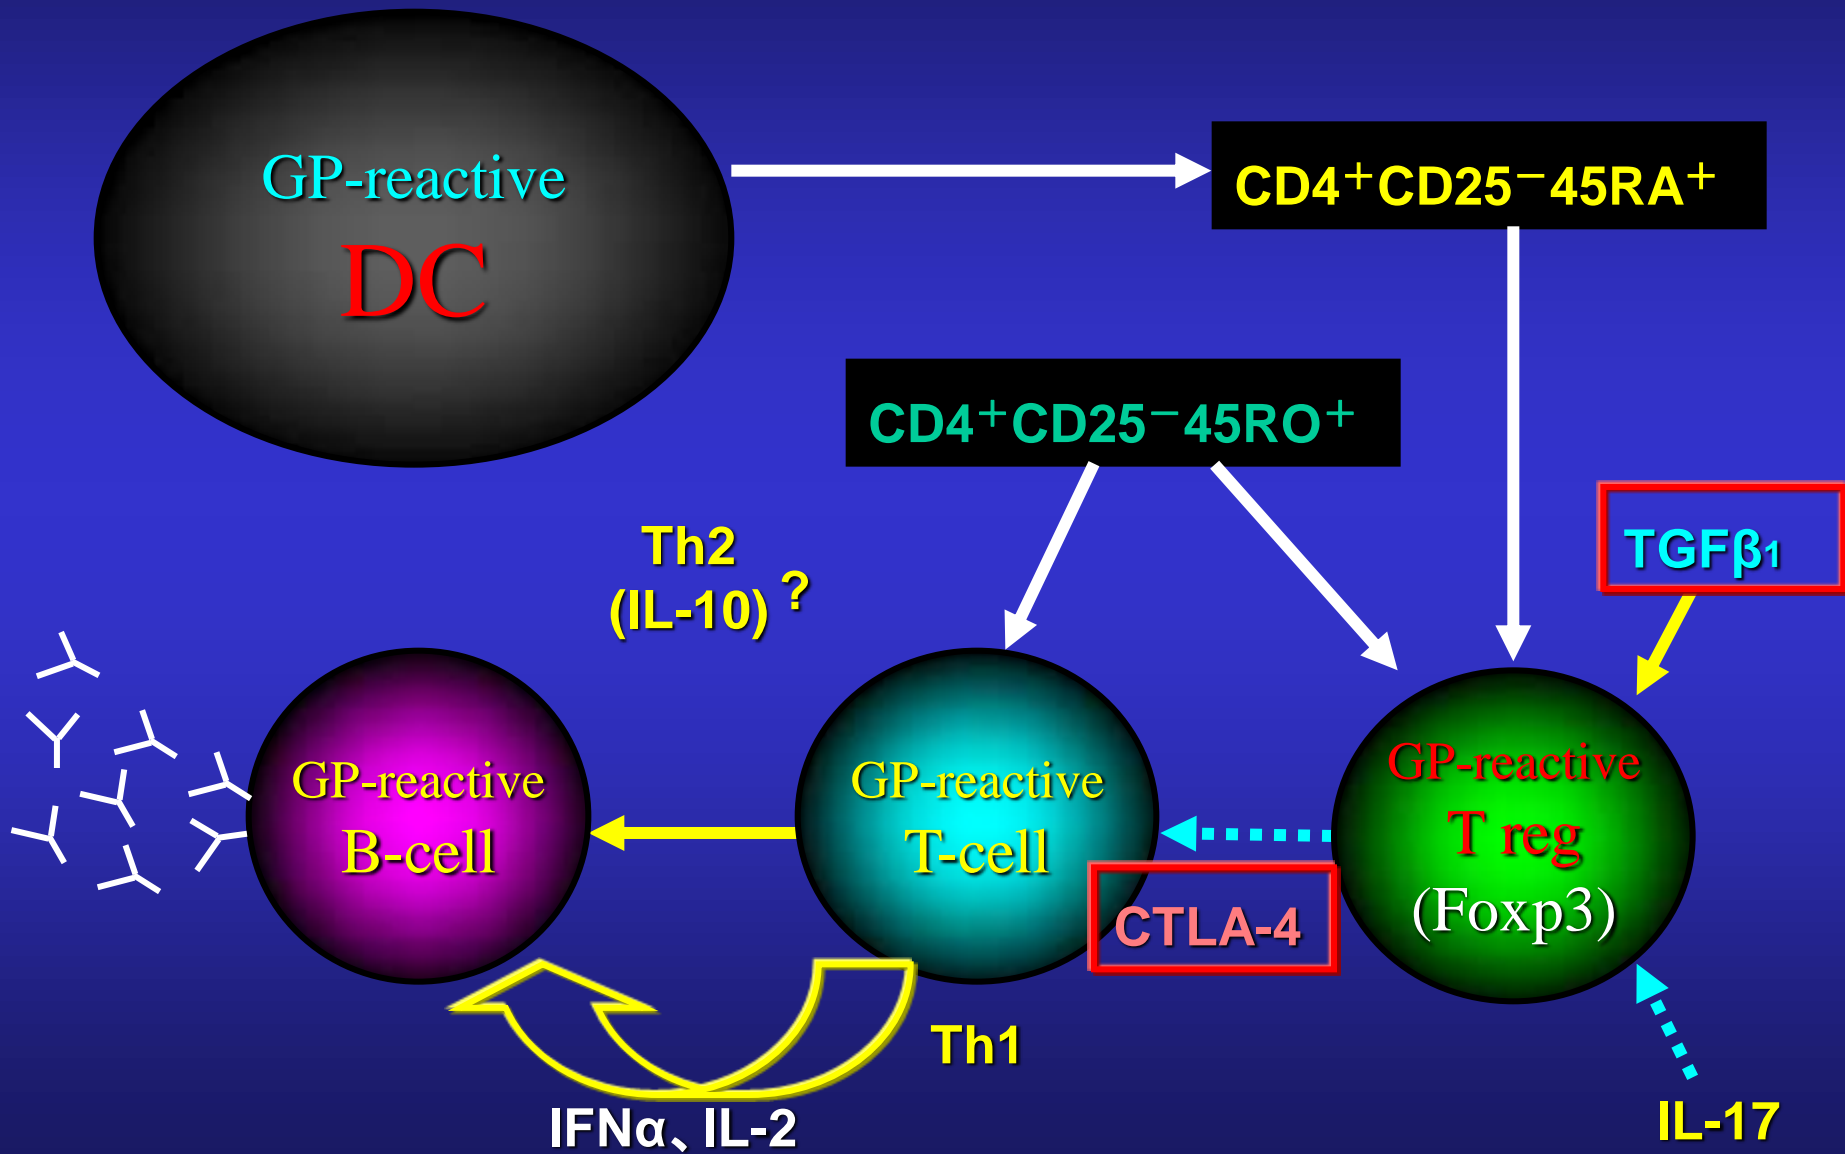 GP-reactive
DC
CD4⁺CD25⁻45RA⁺
CD4⁺CD25⁻45RO⁺
TGFβ₁
Th2
(IL-10) ?
GP-reactive
B-cell
GP-reactive
T-cell
GP-reactive
T reg
(Foxp3)
CTLA-4
Th1
IFNα、IL-2
IL-17